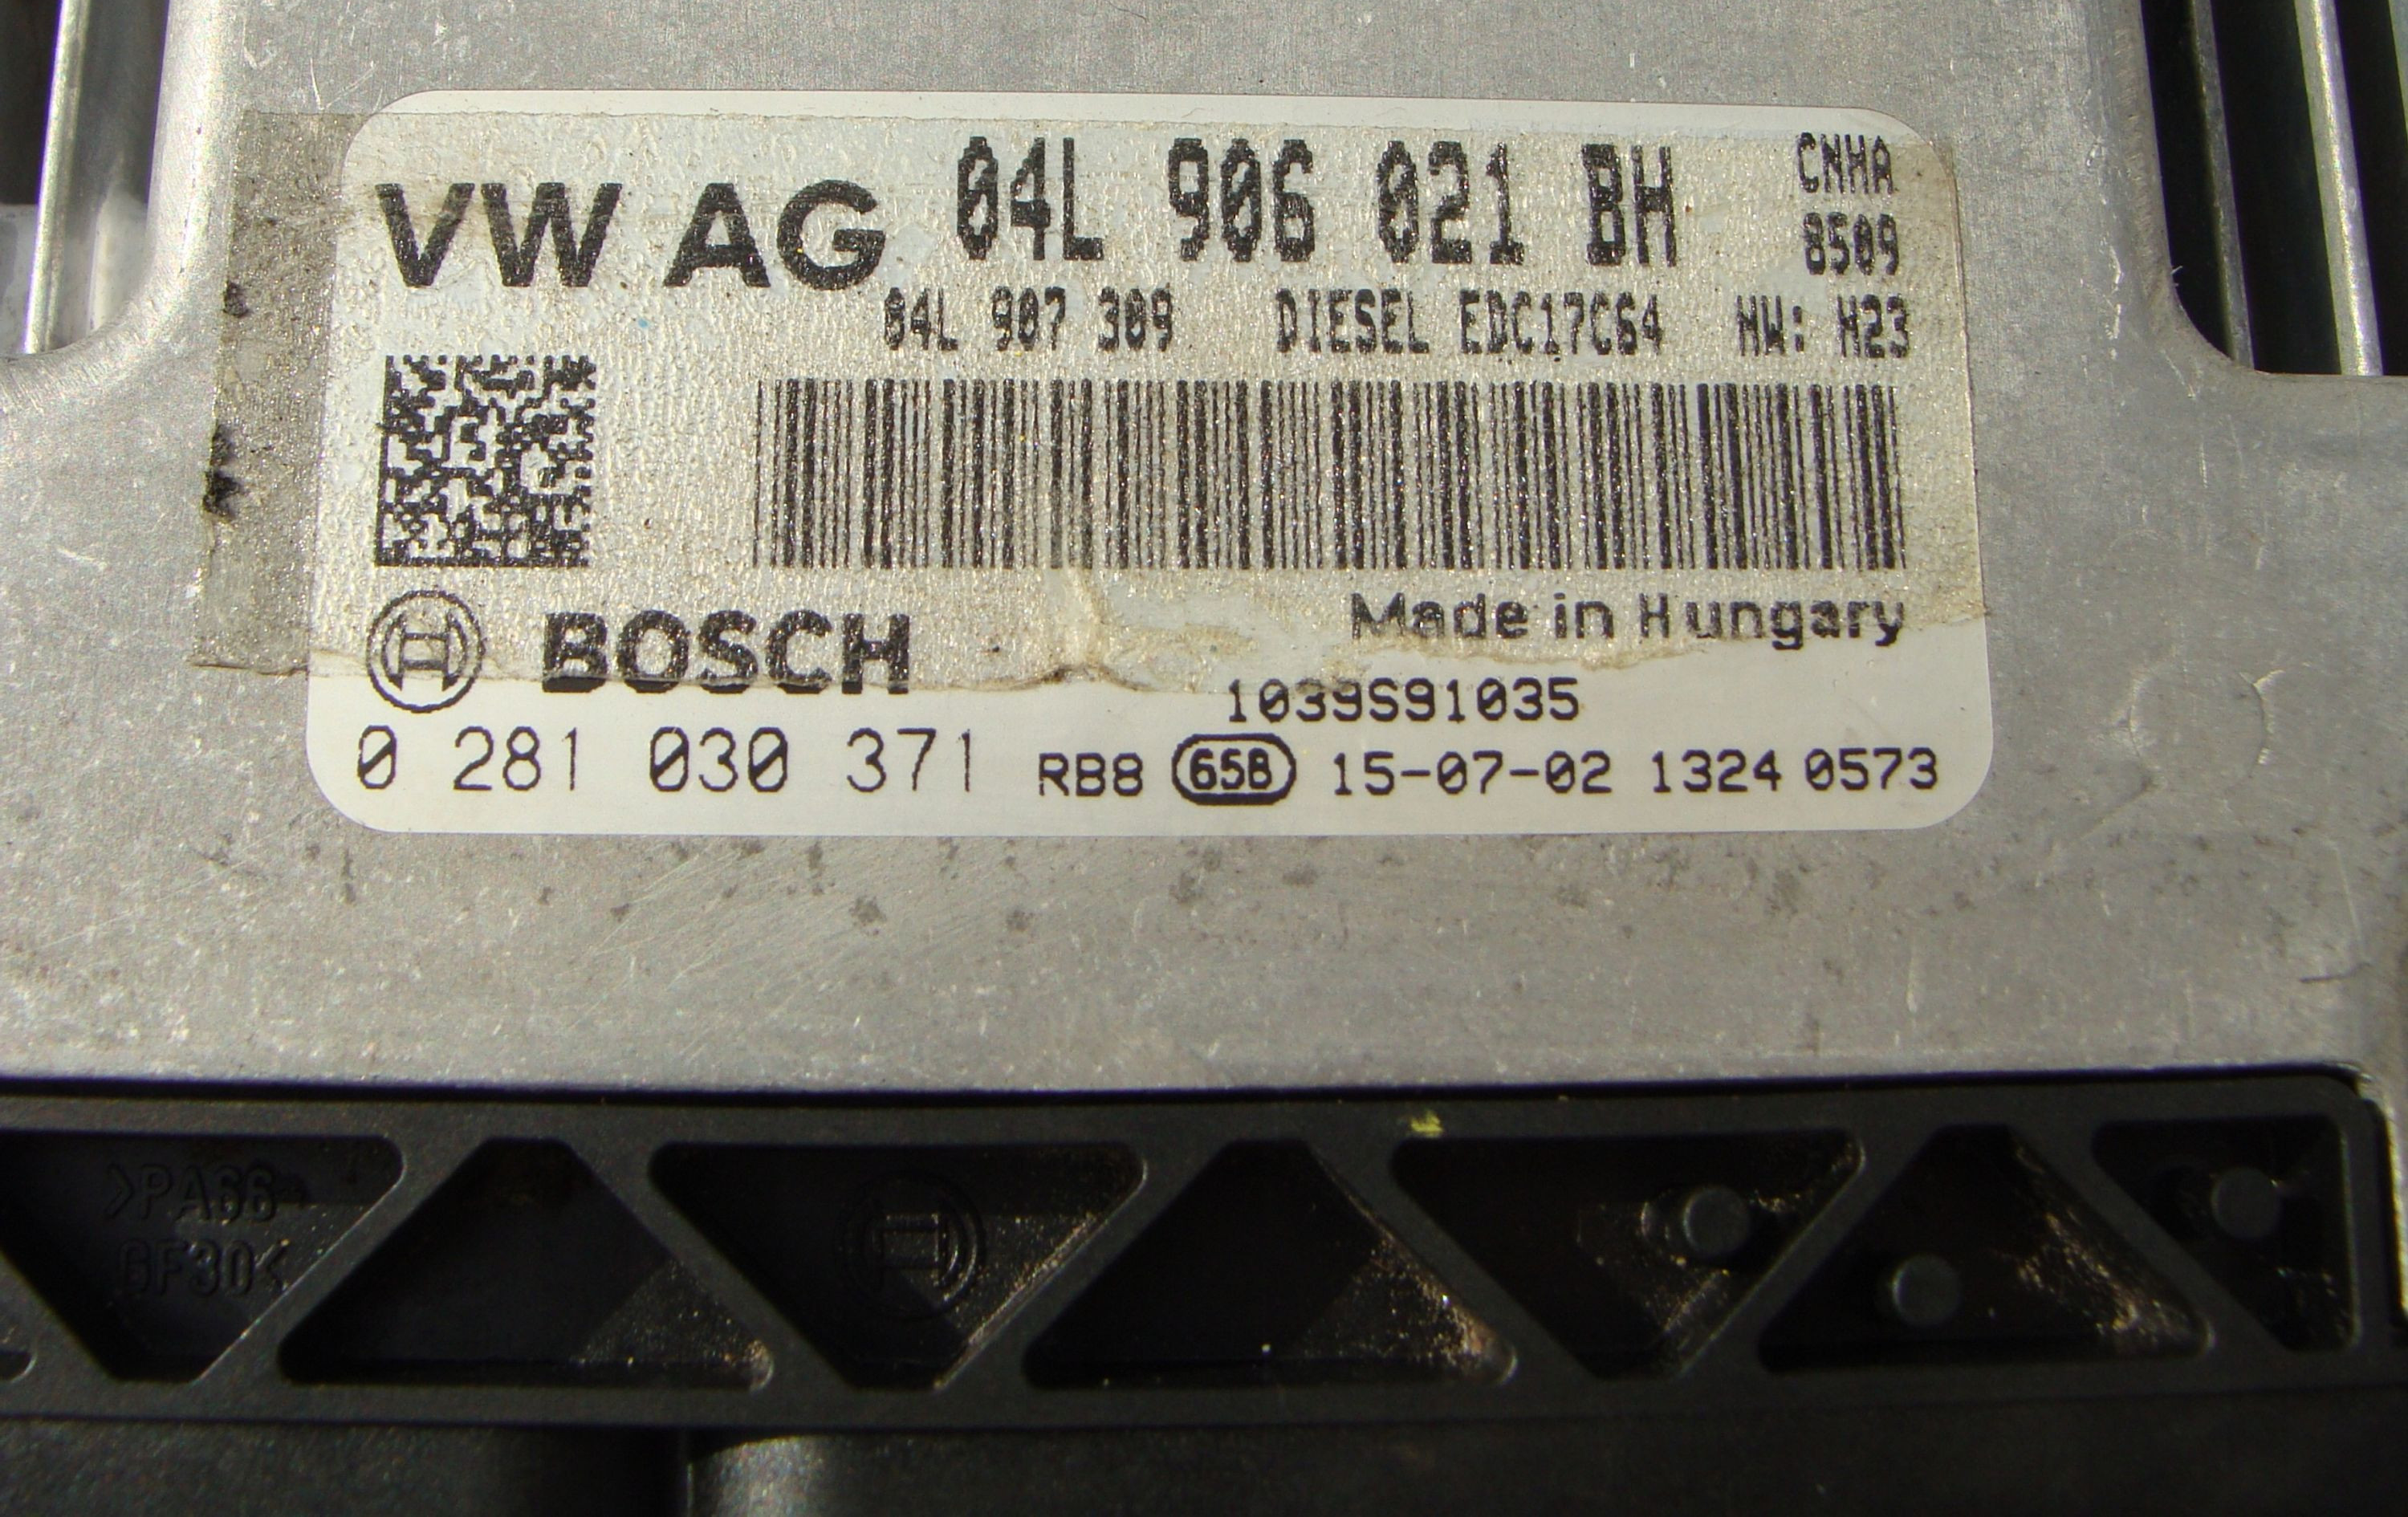 VW AG 04L 906 021 BH CNHA
8509
04L 907 309 DIESEL EDC17C64 HW: H23
BOSCH Made in Hungary
1039S91035
0 281 030 371 RB8 65B 15-07-02 1324 0573
>PA66-
GF30<